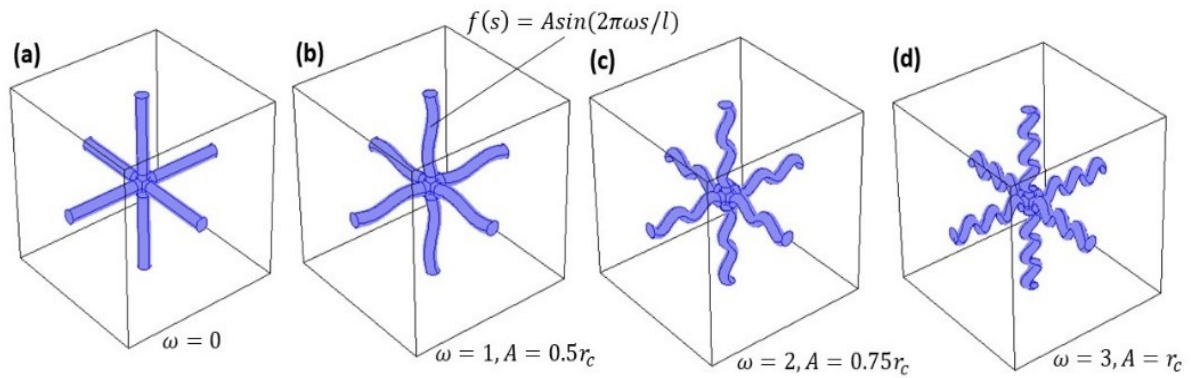 f(s) = Asin(2πωs/l)
(a)
(b)
(c)
(d)
ω = 0
ω = 1, A = 0.5r_c
ω = 2, A = 0.75r_c
ω = 3, A = r_c